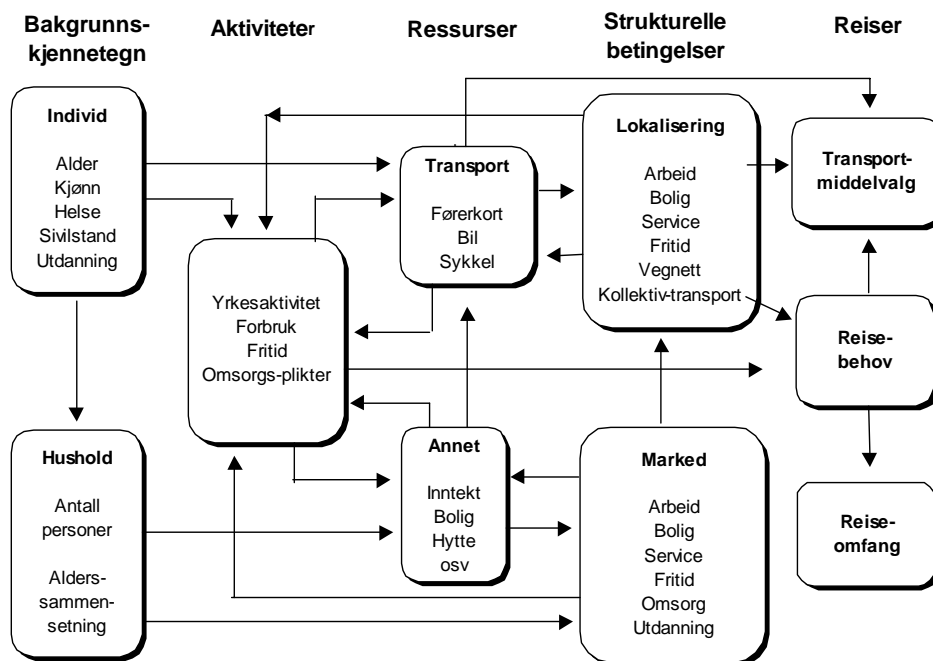 Bakgrunns-
kjennetegn
Aktiviteter
Ressurser
Strukturelle
betingelser
Reiser
Individ
Alder
Kjønn
Helse
Sivilstand
Utdanning
Hushold
Antall
personer
Alders-
sammen-
setning
Yrkesaktivitet
Forbruk
Fritid
Omsorgs-plikter
Transport
Førerkort
Bil
Sykkel
Annet
Inntekt
Bolig
Hytte
osv
Lokalisering
Arbeid
Bolig
Service
Fritid
Vegnett
Kollektiv-transport
Marked
Arbeid
Bolig
Service
Fritid
Omsorg
Utdanning
Transport-
middelvalg
Reise-
behov
Reise-
omfang